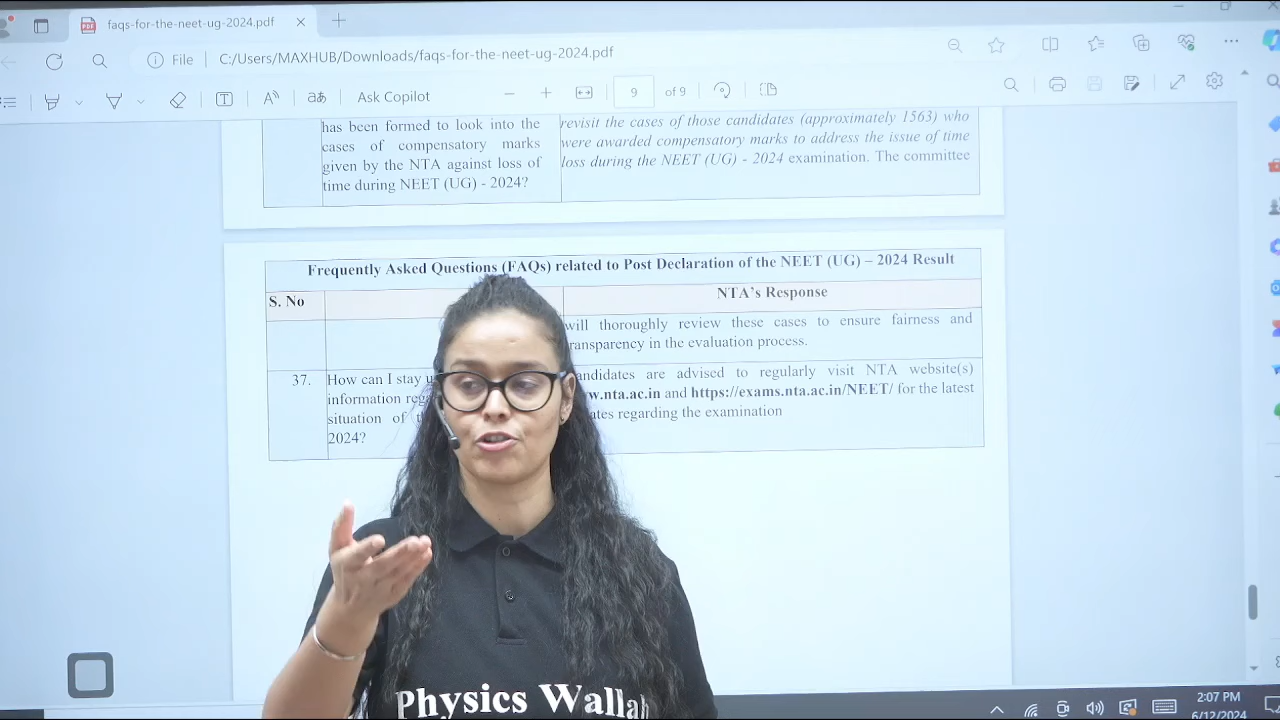 faqs-for-the-neet-ug-2024.pdf
File C:/Users/MAXHUB/Downloads/faqs-for-the-neet-ug-2024.pdf
Ask Copilot
9 of 9
has been formed to look into the
cases of compensatory marks
given by the NTA against loss of
time during NEET (UG) - 2024?
revisit the cases of those candidates (approximately 1563) who
were awarded compensatory marks to address the issue of time
loss during the NEET (UG) - 2024 examination. The committee
Frequently Asked Questions (FAQs) related to Post Declaration of the NEET (UG) – 2024 Result
S. No
NTA's Response
will thoroughly review these cases to ensure fairness and
ransparency in the evaluation process.
37.
How can I stay
information
situation of
2024?
andidates are advised to regularly visit NTA website(s)
w.nta.ac.in and https://exams.nta.ac.in/NEET/ for the latest
ates regarding the examination
Physics Wallah
2:07 PM
6/12/2024